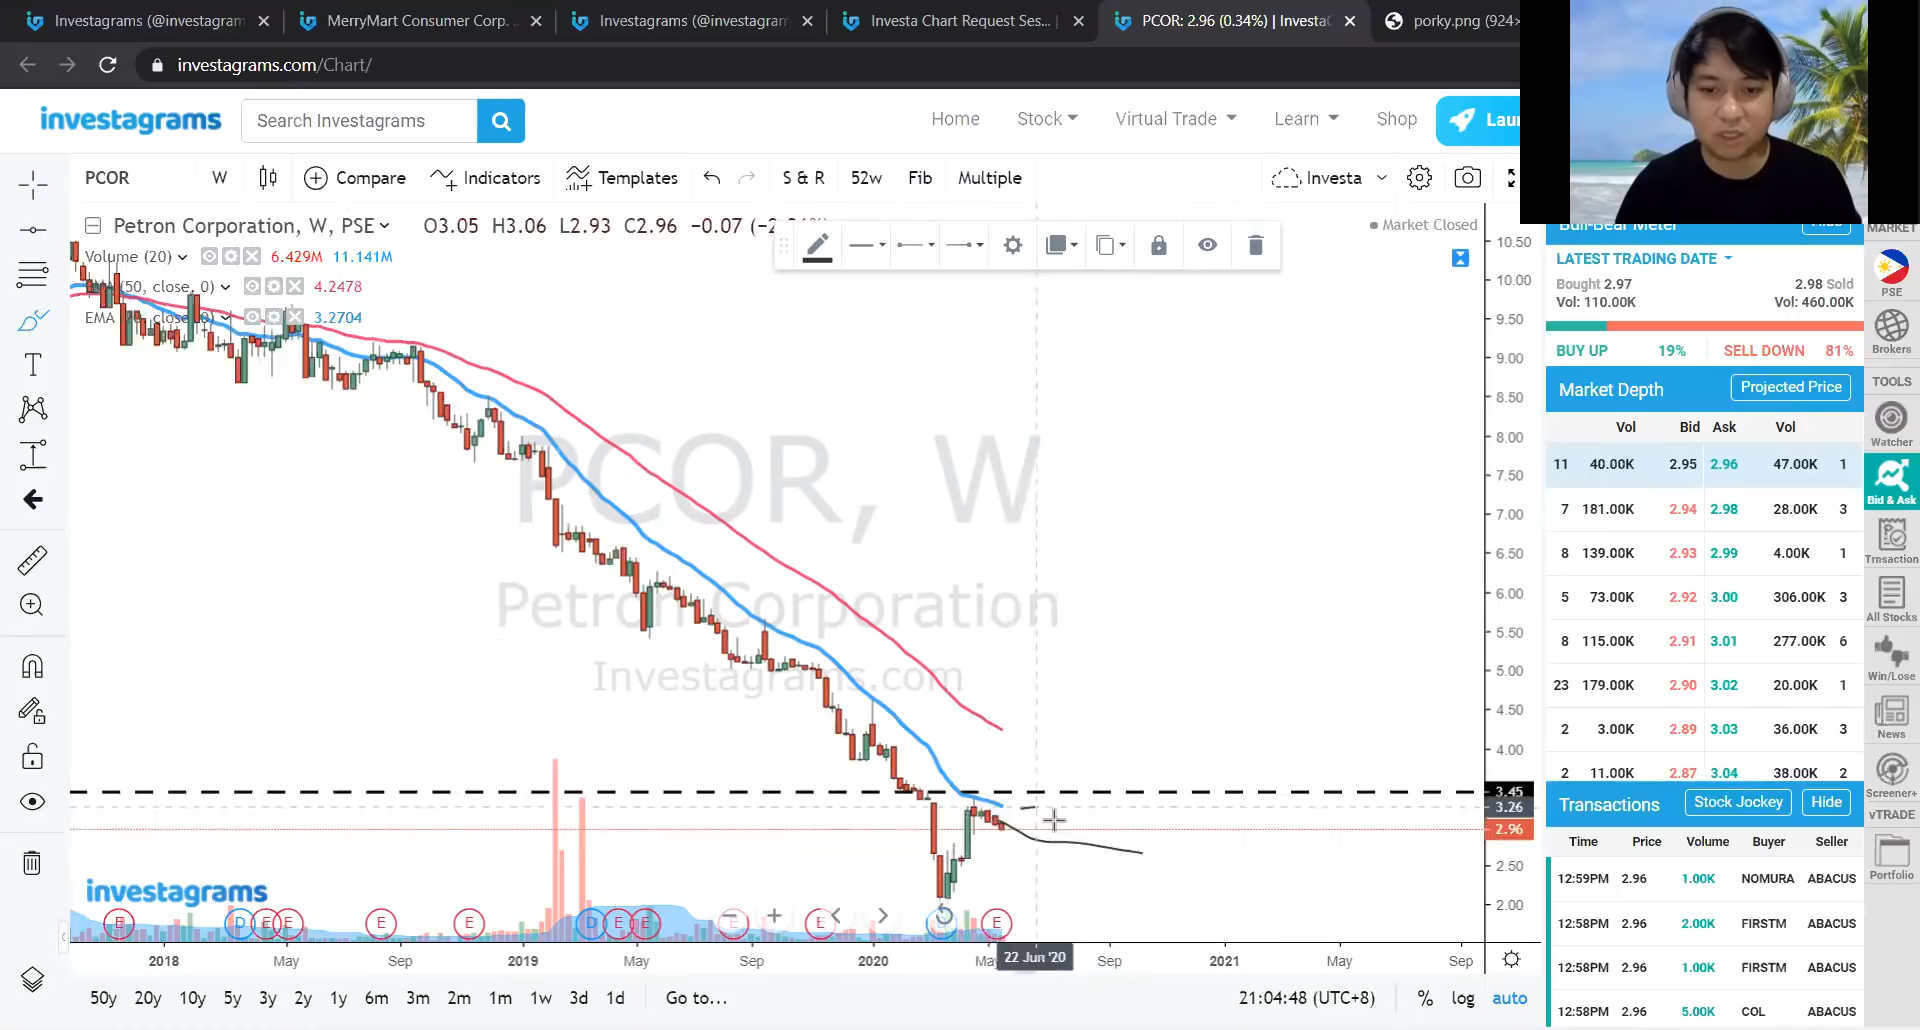 Investagrams (@investagram
MerryMart Consumer Corp.
Investagrams (@investagram
Investa Chart Request Ses...
PCOR: 2.96 (0.34%) | Investa
porky.png (924×
investagrams.com/Chart/
investagrams
Search Investagrams
Home
Stock
Virtual Trade
Learn
Shop
Lau
PCOR
W
Compare
Indicators
Templates
S & R
52w
Fib
Multiple
Investa
Petron Corporation, W, PSE
O3.05 H3.06 L2.93 C2.96 −0.07
Market Closed
Volume (20)
6.429M 11.141M
(50, close, 0)
4.2478
EMA
close, 0)
3.2704
PCOR, W
Petron Corporation
Investagrams.com
investagrams
10.50
10.00
9.50
9.00
8.50
8.00
7.50
7.00
6.50
6.00
5.50
5.00
4.50
4.00
3.45
3.26
2.96
2.50
2.00
E D E E E E D E E E E E
2018 May Sep 2019 May Sep 2020 May 22 Jun '20 Sep 2021 May Sep
50y 20y 10y 5y 3y 2y 1y 6m 3m 2m 1m 1w 3d 1d Go to...
21:04:48 (UTC+8) % log auto
Bull-Bear Meter
Hide
LATEST TRADING DATE
Bought 2.97 2.98 Sold
Vol: 110.00K Vol: 460.00K
BUY UP 19% SELL DOWN 81%
Market Depth
Projected Price
Vol Bid Ask Vol
11 40.00K 2.95 2.96 47.00K 1
7 181.00K 2.94 2.98 28.00K 3
8 139.00K 2.93 2.99 4.00K 1
5 73.00K 2.92 3.00 306.00K 3
8 115.00K 2.91 3.01 277.00K 6
23 179.00K 2.90 3.02 20.00K 1
2 3.00K 2.89 3.03 36.00K 3
2 11.00K 2.87 3.04 38.00K 2
Transactions
Stock Jockey
Hide
Time Price Volume Buyer Seller
12:59PM 2.96 1.00K NOMURA ABACUS
12:58PM 2.96 2.00K FIRSTM ABACUS
12:58PM 2.96 1.00K FIRSTM ABACUS
12:58PM 2.96 5.00K COL ABACUS
MARKET
PSE
Brokers
TOOLS
Watcher
Bid & Ask
Trnsaction
All Stocks
Win/Lose
News
Screener+
vTRADE
Portfolio